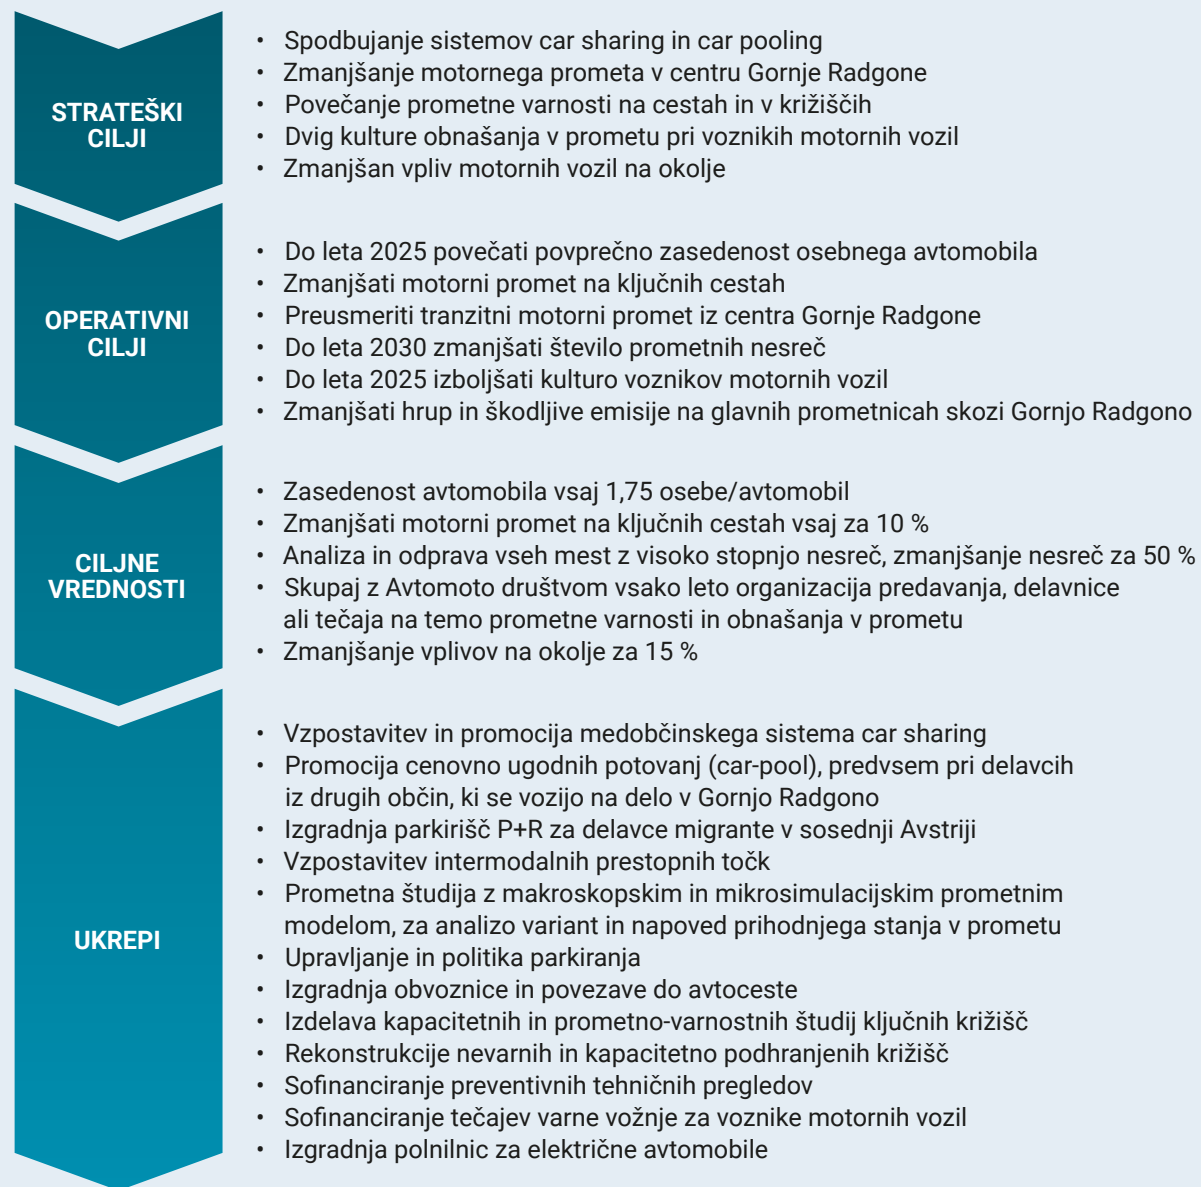 STRATEŠKI
CILJI
• Spodbujanje sistemov car sharing in car pooling
• Zmanjšanje motornega prometa v centru Gornje Radgone
• Povečanje prometne varnosti na cestah in v križiščih
• Dvig kulture obnašanja v prometu pri voznikih motornih vozil
• Zmanjšan vpliv motornih vozil na okolje
OPERATIVNI
CILJI
• Do leta 2025 povečati povprečno zasedenost osebnega avtomobila
• Zmanjšati motorni promet na ključnih cestah
• Preusmeriti tranzitni motorni promet iz centra Gornje Radgone
• Do leta 2030 zmanjšati število prometnih nesreč
• Do leta 2025 izboljšati kulturo voznikov motornih vozil
• Zmanjšati hrup in škodljive emisije na glavnih prometnicah skozi Gornjo Radgono
CILJNE
VREDNOSTI
• Zasedenost avtomobila vsaj 1,75 osebe/avtomobil
• Zmanjšati motorni promet na ključnih cestah vsaj za 10 %
• Analiza in odprava vseh mest z visoko stopnjo nesreč, zmanjšanje nesreč za 50 %
• Skupaj z Avtomoto društvom vsako leto organizacija predavanja, delavnice
ali tečaja na temo prometne varnosti in obnašanja v prometu
• Zmanjšanje vplivov na okolje za 15 %
UKREPI
• Vzpostavitev in promocija medobčinskega sistema car sharing
• Promocija cenovno ugodnih potovanj (car-pool), predvsem pri delavcih
iz drugih občin, ki se vozijo na delo v Gornjo Radgono
• Izgradnja parkirišč P+R za delavce migrante v sosednji Avstriji
• Vzpostavitev intermodalnih prestopnih točk
• Prometna študija z makroskopskim in mikrosimulacijskim prometnim
modelom, za analizo variant in napoved prihodnjega stanja v prometu
• Upravljanje in politika parkiranja
• Izgradnja obvoznice in povezave do avtoceste
• Izdelava kapacitetnih in prometno-varnostnih študij ključnih križišč
• Rekonstrukcije nevarnih in kapacitetno podhranjenih križišč
• Sofinanciranje preventivnih tehničnih pregledov
• Sofinanciranje tečajev varne vožnje za voznike motornih vozil
• Izgradnja polnilnic za električne avtomobile